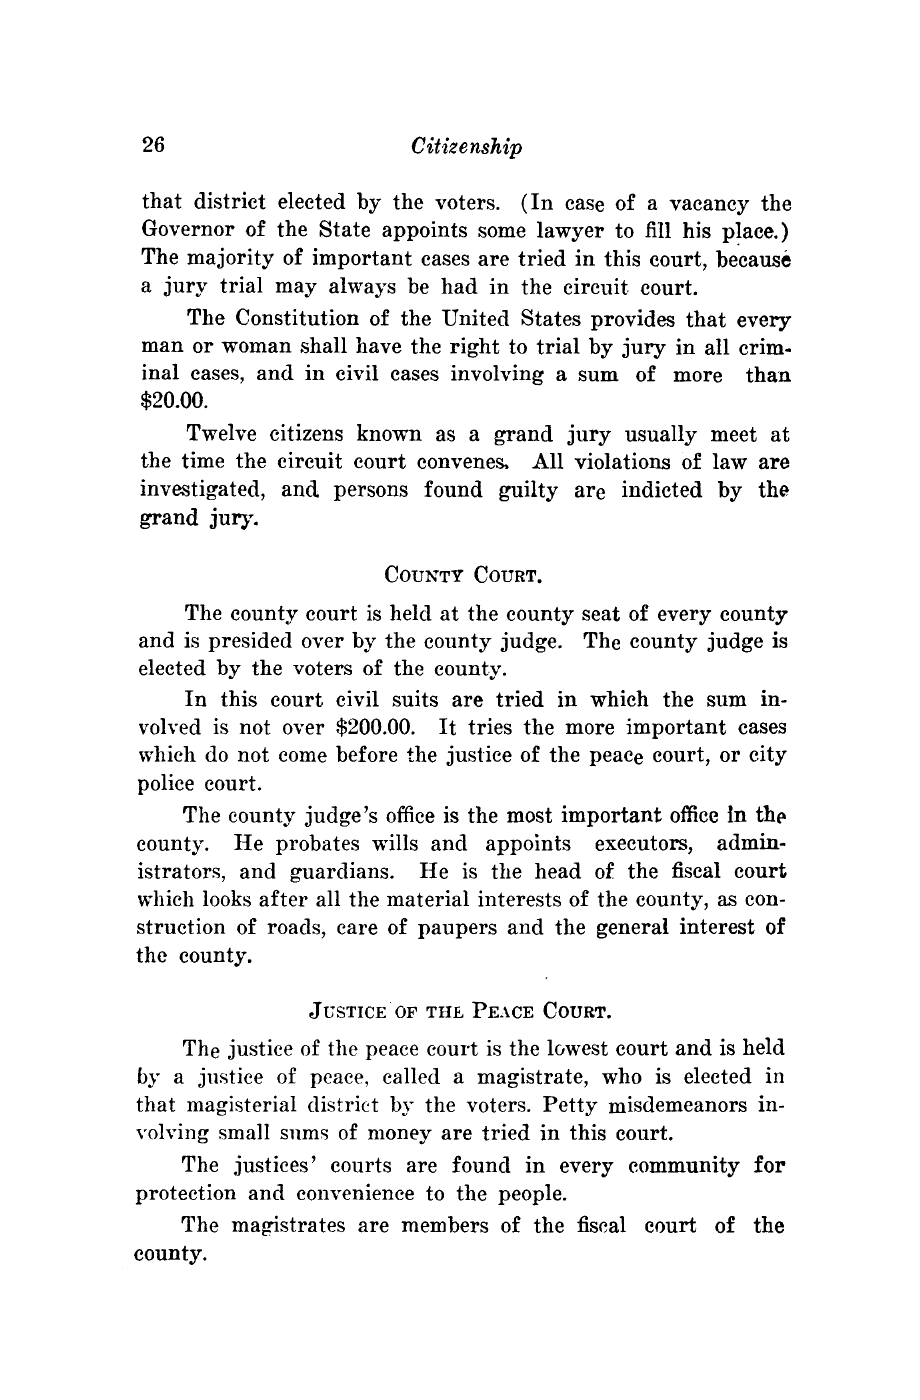 26 Citizenship
that district elected by the voters. (In case of a vacancy the
Governor of the State appoints some lawyer to fill his place.)
The majority of important cases are tried in this court, because
a jury trial may always be had in the circuit court.
The Constitution of the United States provides that every
man or woman shall have the right to trial by jury in all crim-
inal cases, and in civil cases involving a sum of more than
$20.00.
Twelve citizens known as a grand jury usually meet at
the time the circuit court convenes. All violations of law are
investigated, and persons found guilty are indicted by the
grand jury.
COUNTY COURT.
The county court is held at the county seat of every county
and is presided over by the county judge. The county judge is
elected by the voters of the county.
In this court civil suits are tried in which the sum in-
volved is not over $200.00. It tries the more important cases
which do not come before the justice of the peace court, or city
police court.
The county judge's office is the most important office in the
county. He probates wills and appoints executors, admin-
istrators, and guardians. He is the head of the fiscal court
which looks after all the material interests of the county, as con-
struction of roads, care of paupers and the general interest of
the county.
JUSTICE OF THE PEACE COURT.
The justice of the peace court is the lowest court and is held
by a justice of peace, called a magistrate, who is elected in
that magisterial district by the voters. Petty misdemeanors in-
volving small sums of money are tried in this court.
The justices' courts are found in every community for
protection and convenience to the people.
The magistrates are members of the fiscal court of the
county.